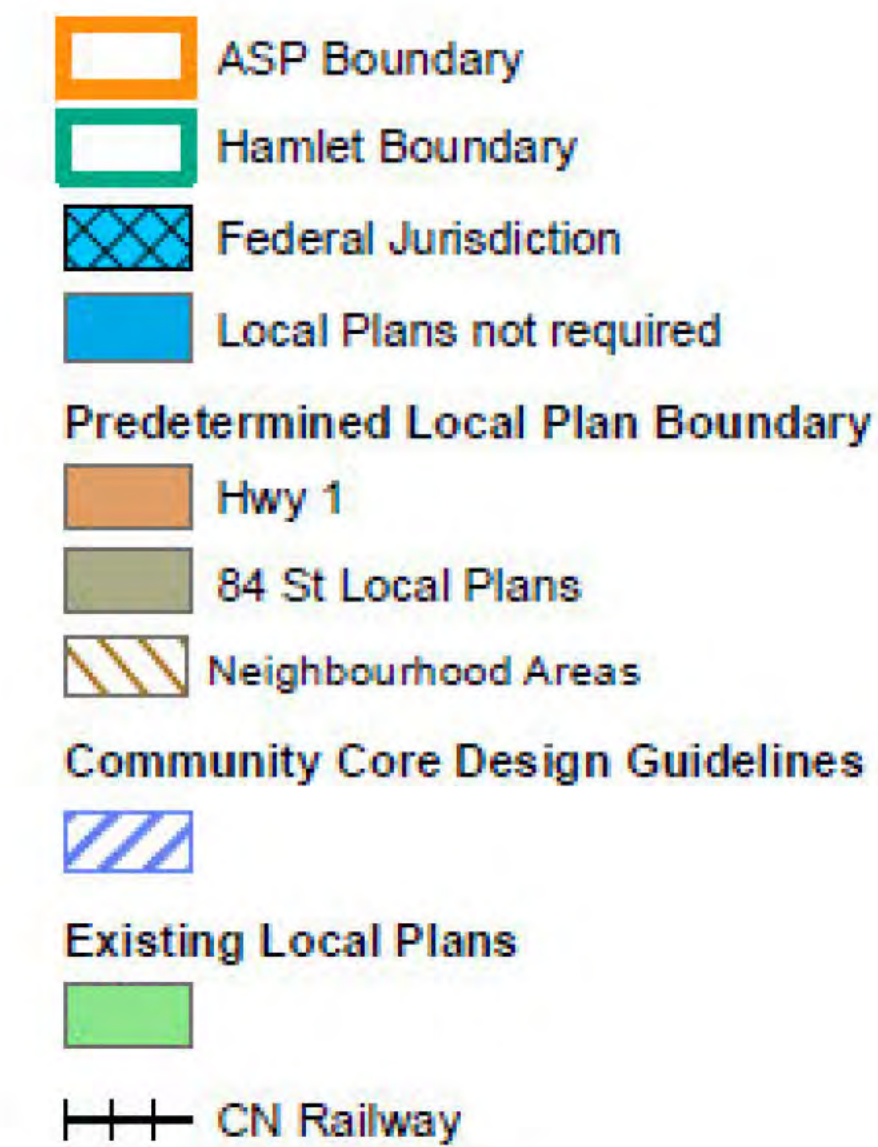 ASP Boundary
Hamlet Boundary
Federal Jurisdiction
Local Plans not required
Predetermined Local Plan Boundary
Hwy 1
84 St Local Plans
Neighbourhood Areas
Community Core Design Guidelines
Existing Local Plans
CN Railway